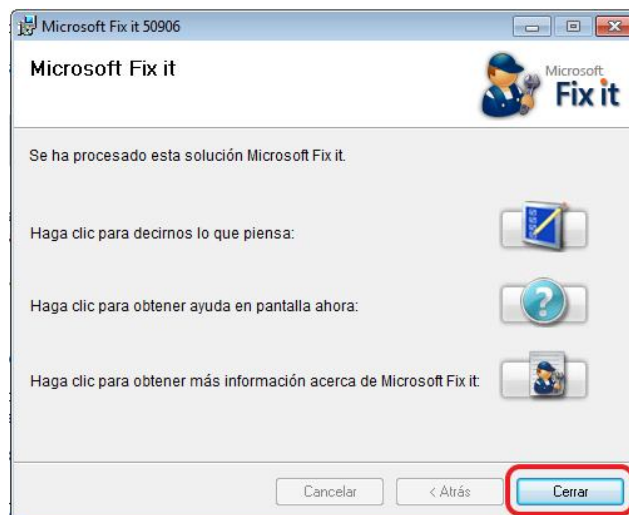 Microsoft Fix it 50906
Microsoft Fix it
Microsoft
Fix it
Se ha procesado esta solución Microsoft Fix it.
Haga clic para decirnos lo que piensa:
Haga clic para obtener ayuda en pantalla ahora:
Haga clic para obtener más información acerca de Microsoft Fix it:
Cancelar < Atrás Cerrar